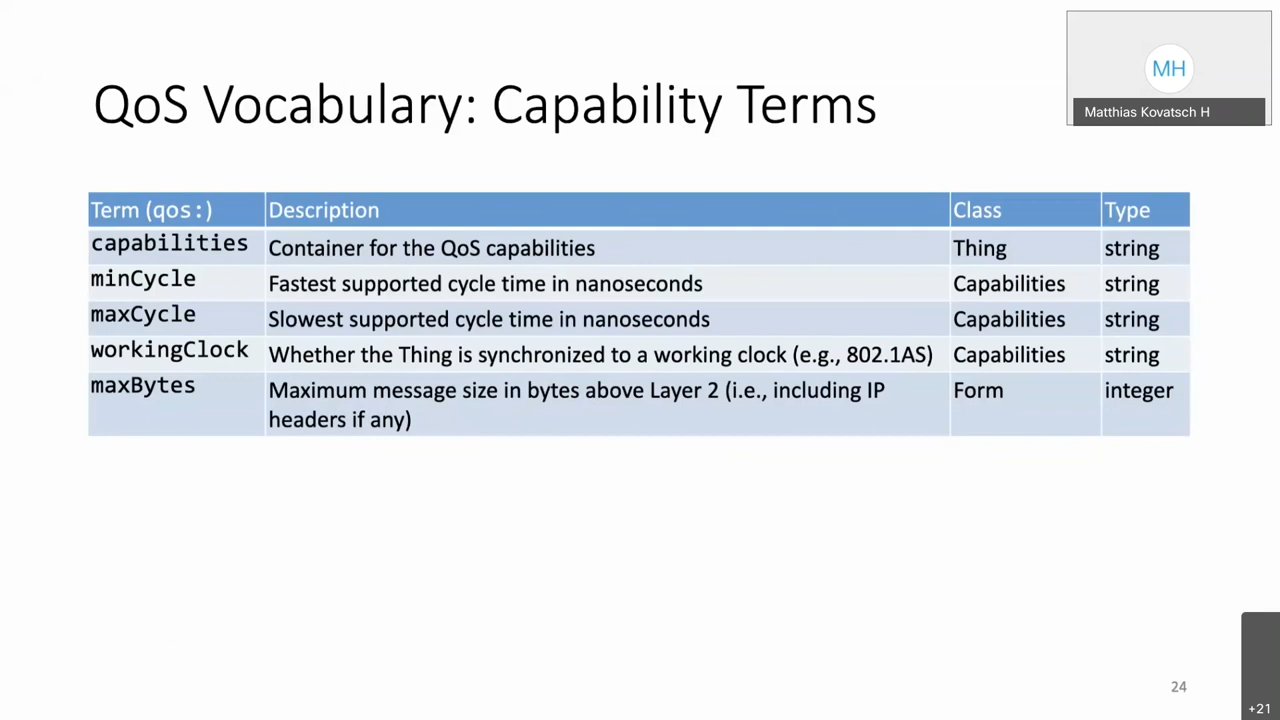 QoS Vocabulary: Capability Terms
MH
Matthias Kovatsch H
Term (qos:) Description Class Type
capabilities Container for the QoS capabilities Thing string
minCycle Fastest supported cycle time in nanoseconds Capabilities string
maxCycle Slowest supported cycle time in nanoseconds Capabilities string
workingClock Whether the Thing is synchronized to a working clock (e.g., 802.1AS) Capabilities string
maxBytes Maximum message size in bytes above Layer 2 (i.e., including IP Form integer
headers if any)
24
+21